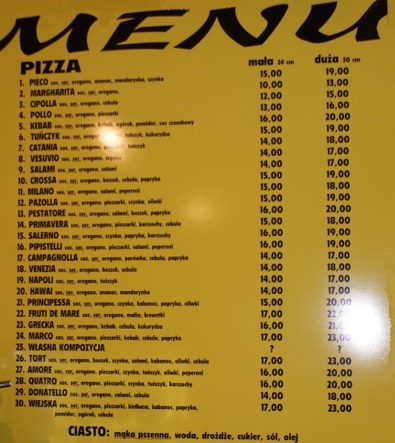 MENU
PIZZA mała 24 cm duża 30 cm
1. PIECO sos, ser, oregano, ananas, mandarynka, szynka 15,00 19,00
2. MARGHARITA sos, ser, oregano 10,00 13,00
3. CIPOLLA sos, ser, oregano, cebula 12,00 15,00
4. POLLO sos, ser, oregano, pieczarki 13,00 16,00
5. KEBAB sos, ser, oregano, kebab, ogórek, pomidor, sos czosnkowy 16,00 20,00
6. TUŃCZYK sos, ser, tuńczyk, kukurydza 15,00 19,00
7. CATANIA sos, ser, oregano, pieczarki, tuńczyk 14,00 18,00
8. VESUVIO sos, ser, oregano, szynka 14,00 17,00
9. SALAMI sos, ser, oregano, salami 14,00 17,00
10. CROSSA sos, ser, oregano, boczek, cebula, papryka 15,00 19,00
11. MILANO sos, ser, oregano, salami, peperoni 15,00 18,00
12. PAZOLLA sos, ser, oregano, pieczarki, szynka, oliwki 15,00 19,00
13. PESTATORE sos, ser, oregano, salami, boczek, papryka 16,00 20,00
14. PRIMAVERA sos, ser, oregano, pieczarki, karczochy, cebula 15,00 18,00
15. SALERNO sos, ser, oregano, szynka, papryka, karczochy 16,00 19,00
16. PIPISTELLI sos, ser, oregano, pieczarki, salami, peperoni 16,00 20,00
17. CAMPAGNOLLA sos, ser, oregano, parówka, cebula, papryka 14,00 17,00
18. VENEZIA sos, ser, oregano, boczek, cebula 14,00 18,00
19. NAPOLI sos, ser, oregano, tuńczyk 14,00 17,00
20. HAWAI sos, ser, oregano, ananas, mandarynka 14,00 17,00
21. PRINCIPESSA sos, ser, oregano, szynka, kabanos, papryka, oliwki 15,00 20,00
22. FRUTI DE MARE sos, ser, oregano, małże, krewetki 17,00
23. GRECKA sos, ser, oregano, kebab, cebula, kukurydza 16,00
24. MARCO sos, ser, oregano, pieczarki, kebab, cebula, papryka 17,00 23,00
25. WŁASNA KOMPOZYCJA ? ?
26. TORT sos, ser, oregano, boczek, szynka, salami, kabanos, oliwki, cebula 17,00 23,00
27. AMORE sos, ser, oregano, pieczarki, tuńczyk, salami, oliwki, peperoni 16,00 20,00
28. QUATRO sos, ser, oregano, pieczarki, szynka, tuńczyk, karczochy 16,00 20,00
29. DONATELLO sos, ser, oregano, salami, cebula 14,00 18,00
30. WIEJSKA sos, ser, oregano, pieczarki, kiełbasa, kabanos, papryka, 17,00 23,00
pomidor, ogórek, cebula
CIASTO: mąka pszenna, woda, drożdże, cukier, sól, olej